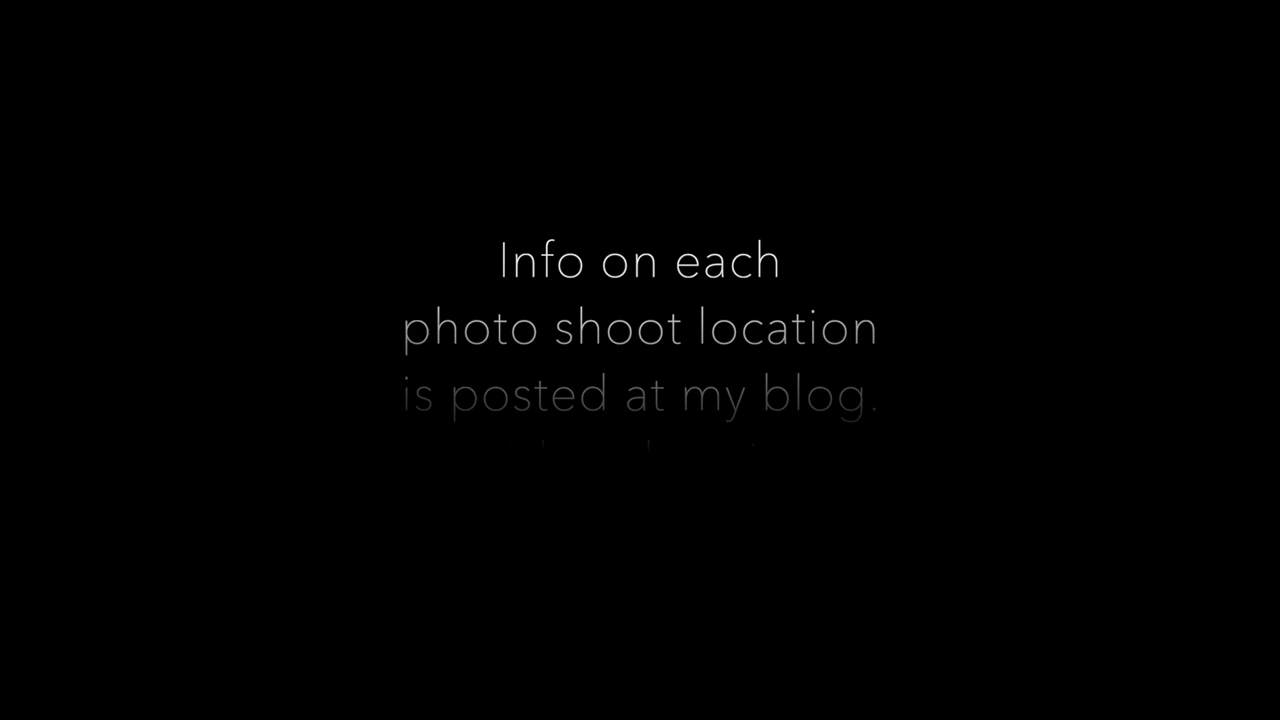 Info on each
photo shoot location
is posted at my blog.